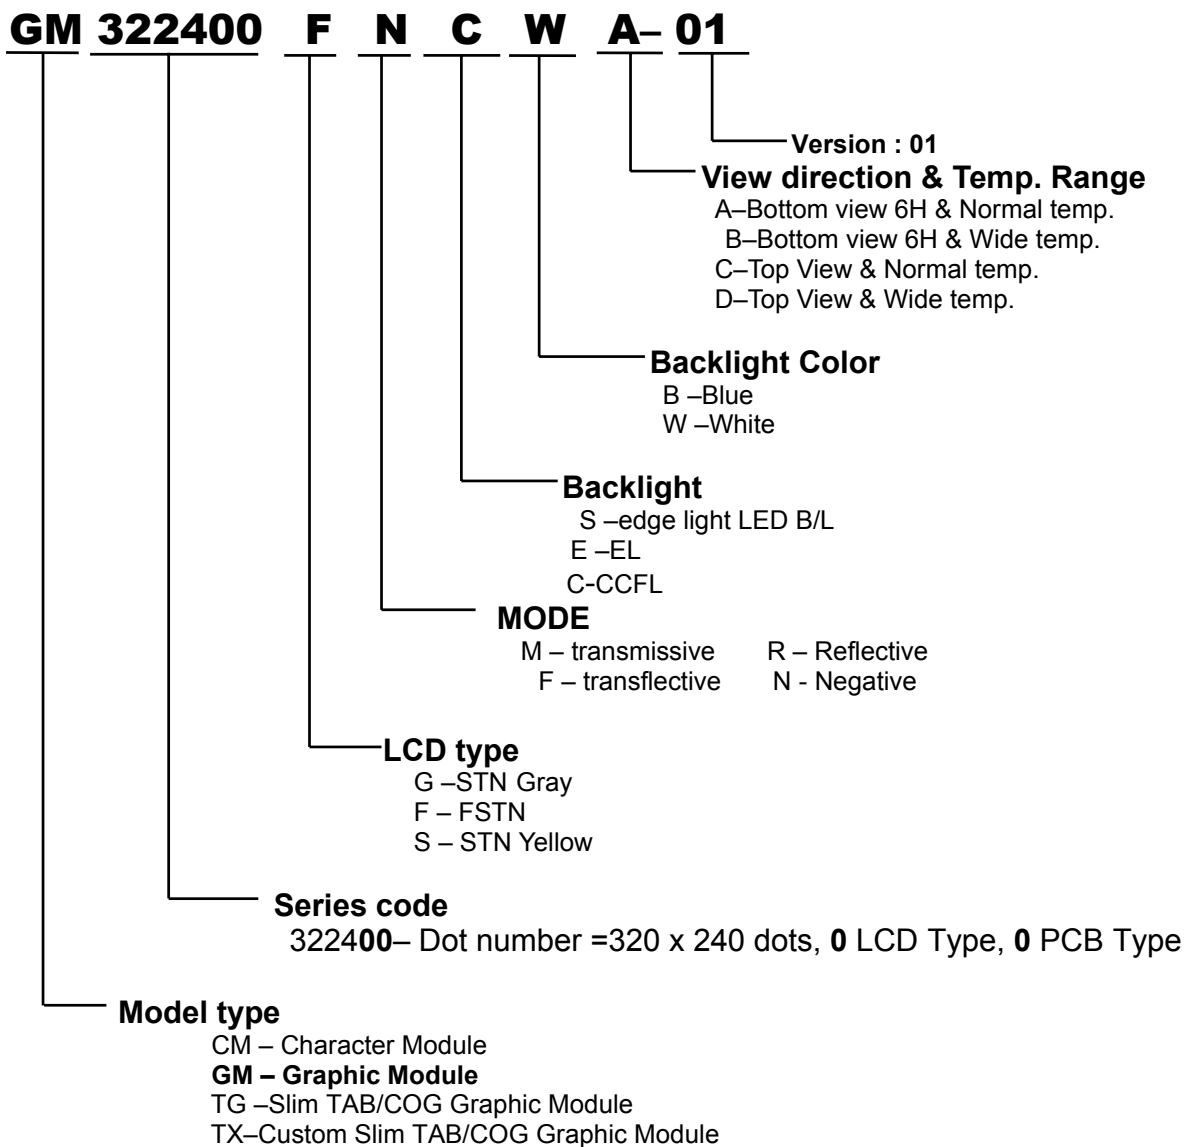 GM 322400 F N C W A– 01
Version : 01
View direction & Temp. Range
A–Bottom view 6H & Normal temp.
B–Bottom view 6H & Wide temp.
C–Top View & Normal temp.
D–Top View & Wide temp.
Backlight Color
B –Blue
W –White
Backlight
S –edge light LED B/L
E –EL
C-CCFL
MODE
M – transmissive R – Reflective
F – transflective N - Negative
LCD type
G –STN Gray
F – FSTN
S – STN Yellow
Series code
322400– Dot number =320 x 240 dots, 0 LCD Type, 0 PCB Type
Model type
CM – Character Module
GM – Graphic Module
TG –Slim TAB/COG Graphic Module
TX–Custom Slim TAB/COG Graphic Module